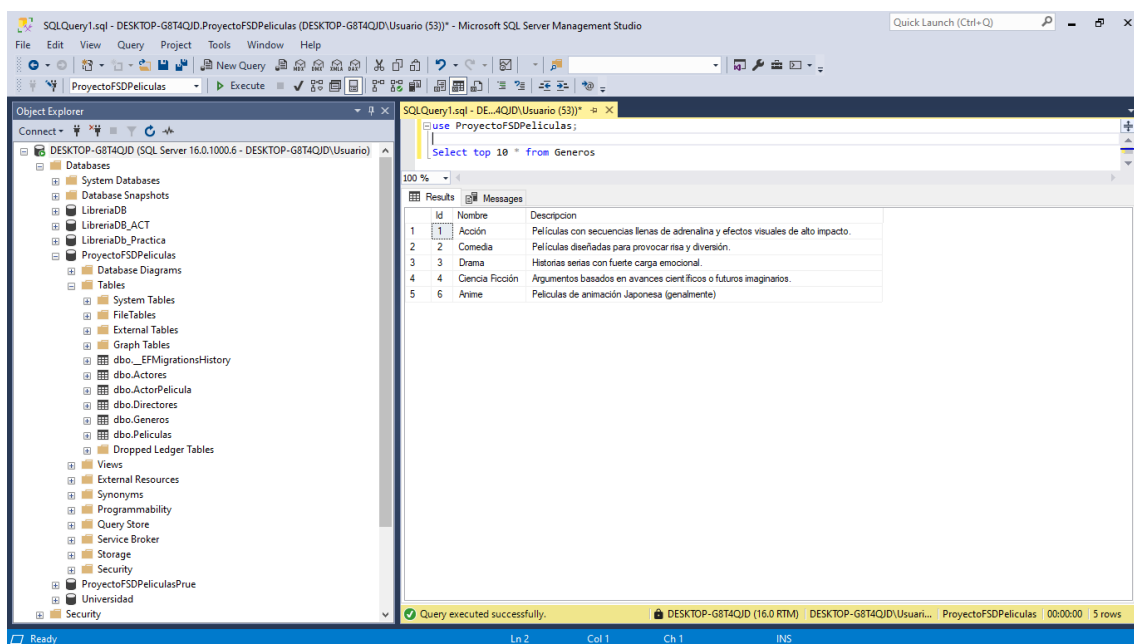 SQLQuery1.sql - DESKTOP-G8T4QJD.ProyectoFSDPeliculas (DESKTOP-G8T4QJD\Usuario (53))* - Microsoft SQL Server Management Studio
Quick Launch (Ctrl+Q)
File Edit View Query Project Tools Window Help
New Query
ProyectoFSDPeliculas
Execute
Object Explorer
Connect
DESKTOP-G8T4QJD (SQL Server 16.0.1000.6 - DESKTOP-G8T4QJD\Usuario)
Databases
System Databases
Database Snapshots
LibreriaDB
LibreriaDB_ACT
LibreriaDb_Practica
ProyectoFSDPeliculas
Database Diagrams
Tables
System Tables
FileTables
External Tables
Graph Tables
dbo.__EFMigrationsHistory
dbo.Actores
dbo.ActorPelicula
dbo.Directores
dbo.Generos
dbo.Peliculas
Dropped Ledger Tables
Views
External Resources
Synonyms
Programmability
Query Store
Service Broker
Storage
Security
ProyectoFSDPeliculasPrue
Universidad
Security
SQLQuery1.sql - DE...4QJD\Usuario (53))*
use ProyectoFSDPeliculas;
Select top 10 * from Generos
100 %
Results Messages
Id Nombre Descripcion
1 1 Acción Películas con secuencias llenas de adrenalina y efectos visuales de alto impacto.
2 2 Comedia Películas diseñadas para provocar risa y diversión.
3 3 Drama Historias serias con fuerte carga emocional.
4 4 Ciencia Ficción Argumentos basados en avances científicos o futuros imaginarios.
5 6 Anime Peliculas de animación Japonesa (genalmente)
Query executed successfully.
DESKTOP-G8T4QJD (16.0 RTM) DESKTOP-G8T4QJD\Usuari... ProyectoFSDPeliculas 00:00:00 5 rows
Ready Ln 2 Col 1 Ch 1 INS